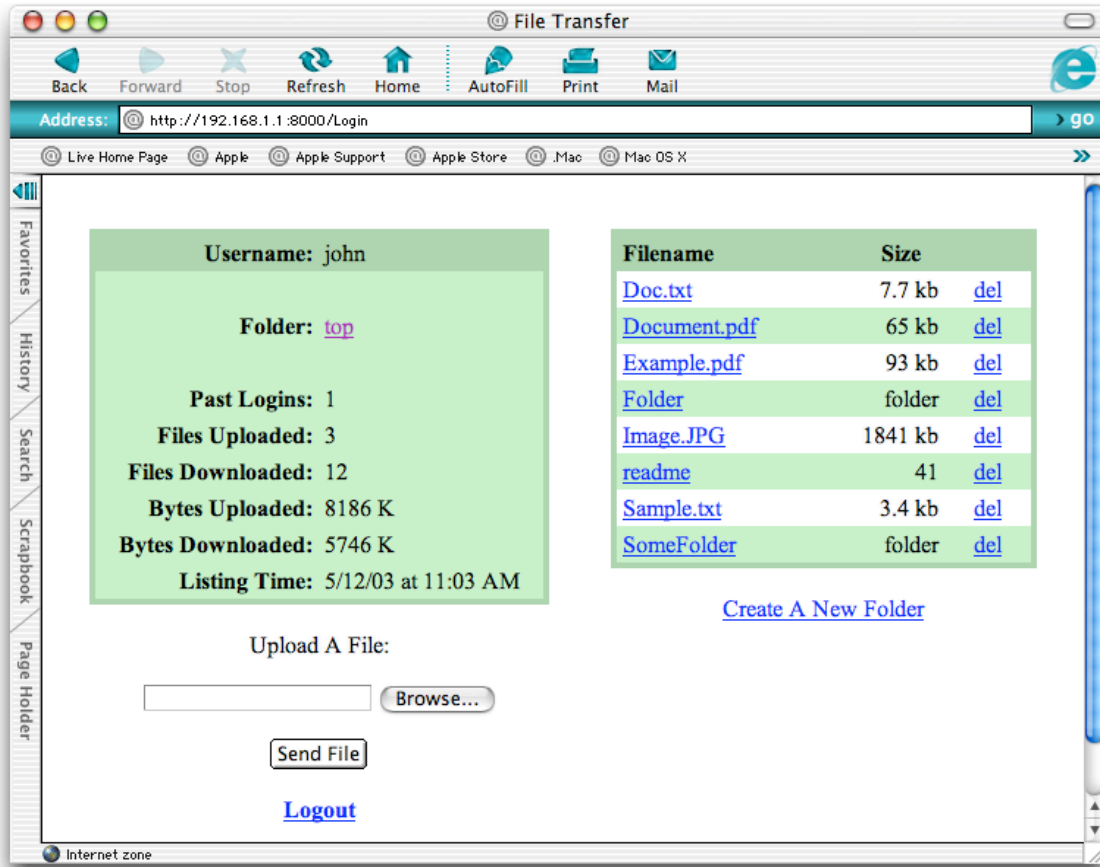 @ File Transfer
Back Forward Stop Refresh Home AutoFill Print Mail
Address: @ http://192.168.1.1:8000/Login go
@ Live Home Page @ Apple @ Apple Support @ Apple Store @ .Mac @ Mac OS X
Favorites
History
Search
Scrapbook
Page Holder
Username: john
Folder: top
Past Logins: 1
Files Uploaded: 3
Files Downloaded: 12
Bytes Uploaded: 8186 K
Bytes Downloaded: 5746 K
Listing Time: 5/12/03 at 11:03 AM
Upload A File:
Browse...
Send File
Logout
Filename Size
Doc.txt 7.7 kb del
Document.pdf 65 kb del
Example.pdf 93 kb del
Folder folder del
Image.JPG 1841 kb del
readme 41 del
Sample.txt 3.4 kb del
SomeFolder folder del
Create A New Folder
Internet zone